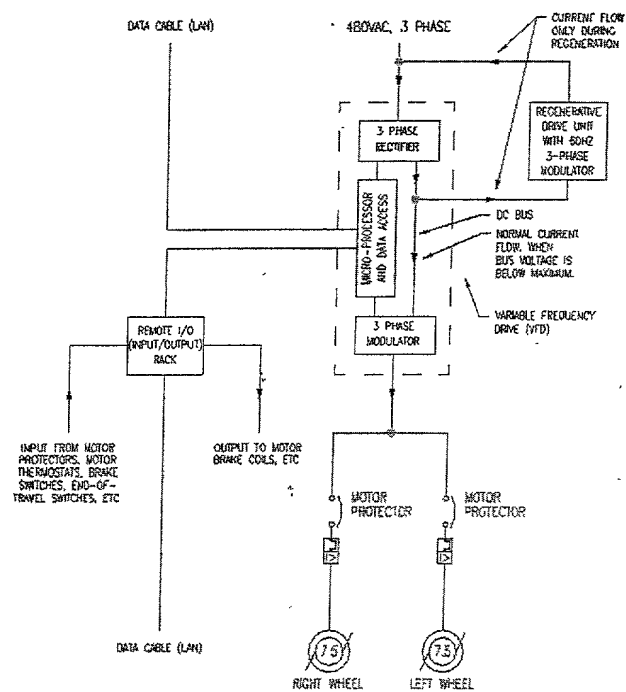 DATA CABLE (LAN)
480VAC, 3 PHASE
CURRENT FLOW
ONLY DURING
REGENERATION
3 PHASE
RECTIFIER
REGENERATIVE
DRIVE UNIT
WITH 60HZ
3-PHASE
MODULATOR
MICRO-PROCESSOR
AND DATA ACCESS
DC BUS
NORMAL CURRENT
FLOW, WHEN
BUS VOLTAGE IS
BELOW MAXIMUM.
3 PHASE
MODULATOR
VARIABLE FREQUENCY
DRIVE (VFD)
REMOTE I/O
(INPUT/OUTPUT)
RACK
INPUT FROM MOTOR
PROTECTORS, MOTOR
THERMOSTATS, BRAKE
SWITCHES, END-OF-
TRAVEL SWITCHES, ETC
OUTPUT TO MOTOR
BRAKE COILS, ETC
MOTOR
PROTECTOR
MOTOR
PROTECTOR
DATA CABLE (LAN)
7.5
7.5
RIGHT WHEEL
LEFT WHEEL